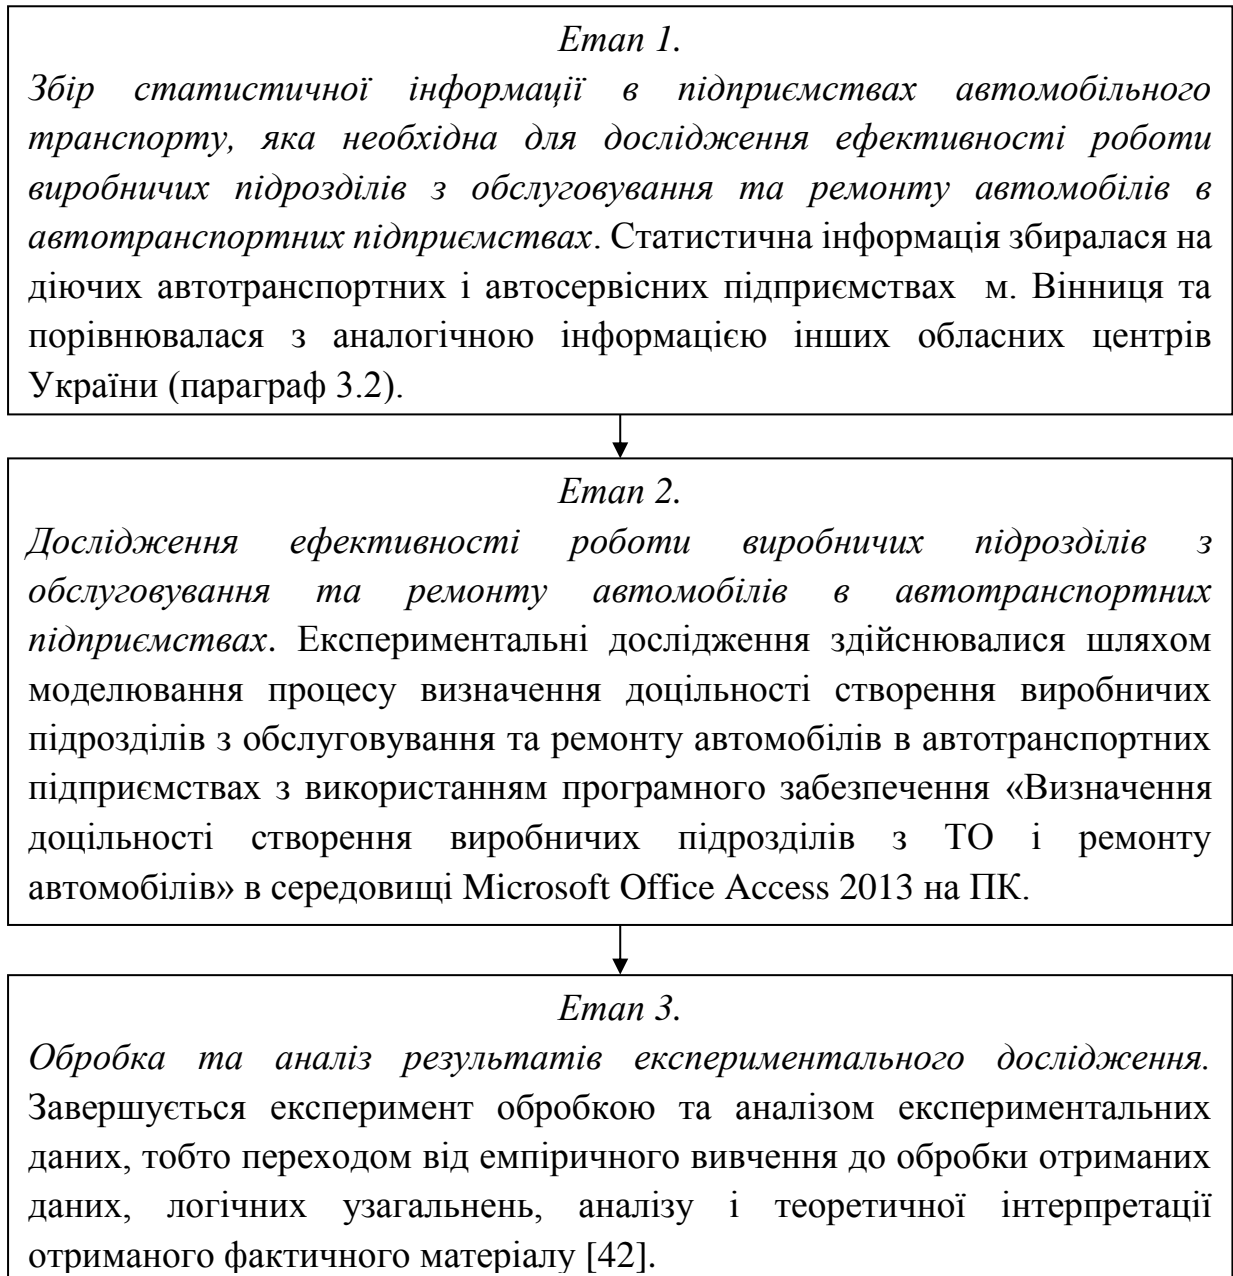 Етап 1.
Збір статистичної інформації в підприємствах автомобільного
транспорту, яка необхідна для дослідження ефективності роботи
виробничих підрозділів з обслуговування та ремонту автомобілів в
автотранспортних підприємствах. Статистична інформація збиралася на
діючих автотранспортних і автосервісних підприємствах м. Вінниця та
порівнювалася з аналогічною інформацією інших обласних центрів
України (параграф 3.2).
Етап 2.
Дослідження ефективності роботи виробничих підрозділів з
обслуговування та ремонту автомобілів в автотранспортних
підприємствах. Експериментальні дослідження здійснювалися шляхом
моделювання процесу визначення доцільності створення виробничих
підрозділів з обслуговування та ремонту автомобілів в автотранспортних
підприємствах з використанням програмного забезпечення «Визначення
доцільності створення виробничих підрозділів з ТО і ремонту
автомобілів» в середовищі Microsoft Office Access 2013 на ПК.
Етап 3.
Обробка та аналіз результатів експериментального дослідження.
Завершується експеримент обробкою та аналізом експериментальних
даних, тобто переходом від емпіричного вивчення до обробки отриманих
даних, логічних узагальнень, аналізу і теоретичної інтерпретації
отриманого фактичного матеріалу [42].